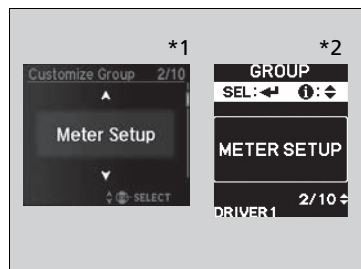 *1
*2
Customize Group 2/10
Meter Setup
-SELECT
GROUP
SEL: :
METER SETUP
2/10
DRIVER1